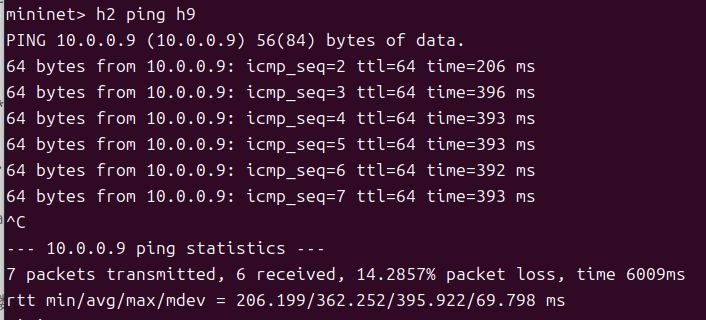 mininet> h2 ping h9
PING 10.0.0.9 (10.0.0.9) 56(84) bytes of data.
64 bytes from 10.0.0.9: icmp_seq=2 ttl=64 time=206 ms
64 bytes from 10.0.0.9: icmp_seq=3 ttl=64 time=396 ms
64 bytes from 10.0.0.9: icmp_seq=4 ttl=64 time=393 ms
64 bytes from 10.0.0.9: icmp_seq=5 ttl=64 time=393 ms
64 bytes from 10.0.0.9: icmp_seq=6 ttl=64 time=392 ms
64 bytes from 10.0.0.9: icmp_seq=7 ttl=64 time=393 ms
^C
--- 10.0.0.9 ping statistics ---
7 packets transmitted, 6 received, 14.2857% packet loss, time 6009ms
rtt min/avg/max/mdev = 206.199/362.252/395.922/69.798 ms